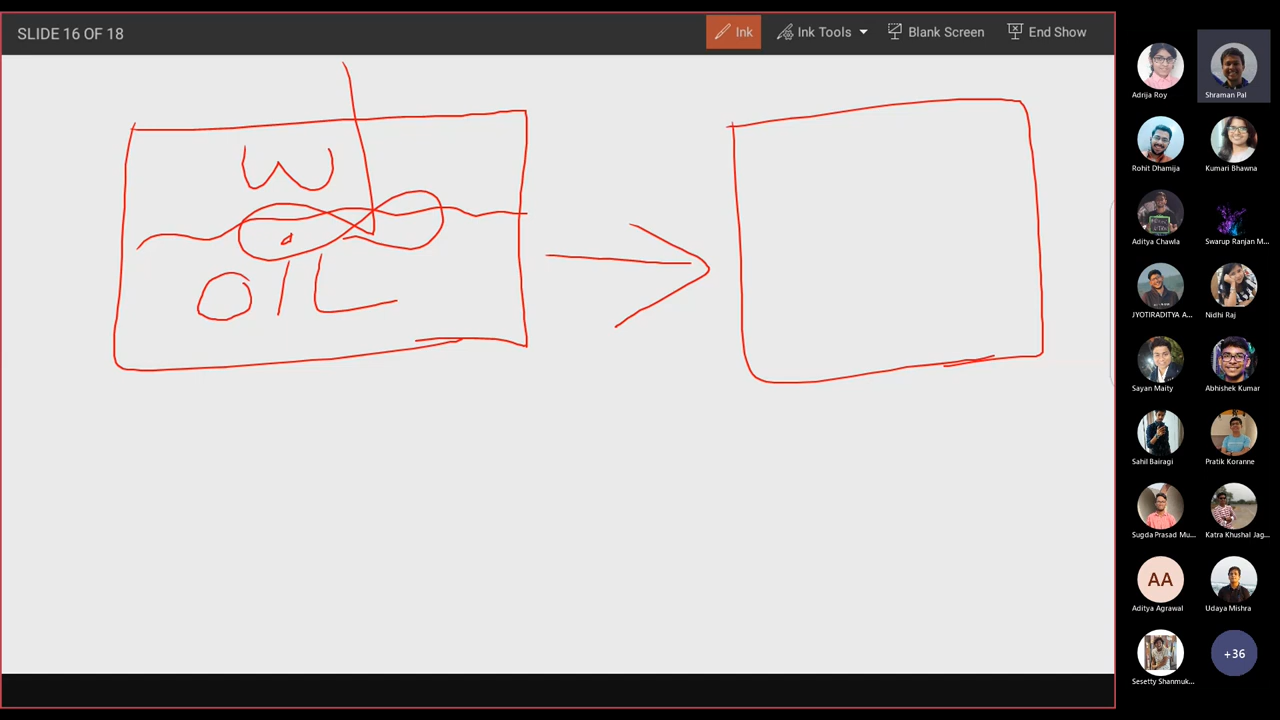 SLIDE 16 OF 18
Ink
Ink Tools
Blank Screen
End Show
W
OIL
Adrija Roy
Shraman Pal
Rohit Dhamija
Kumari Bhawna
Aditya Chawla
Swarup Ranjan M...
JYOTIRADITYA A...
Nidhi Raj
Sayan Maity
Abhishek Kumar
Sahil Bairagi
Pratik Koranne
Sugda Prasad Mu...
Katra Khushal Jag...
AA
Aditya Agrawal
Udaya Mishra
Sesetty Shanmuk...
+36